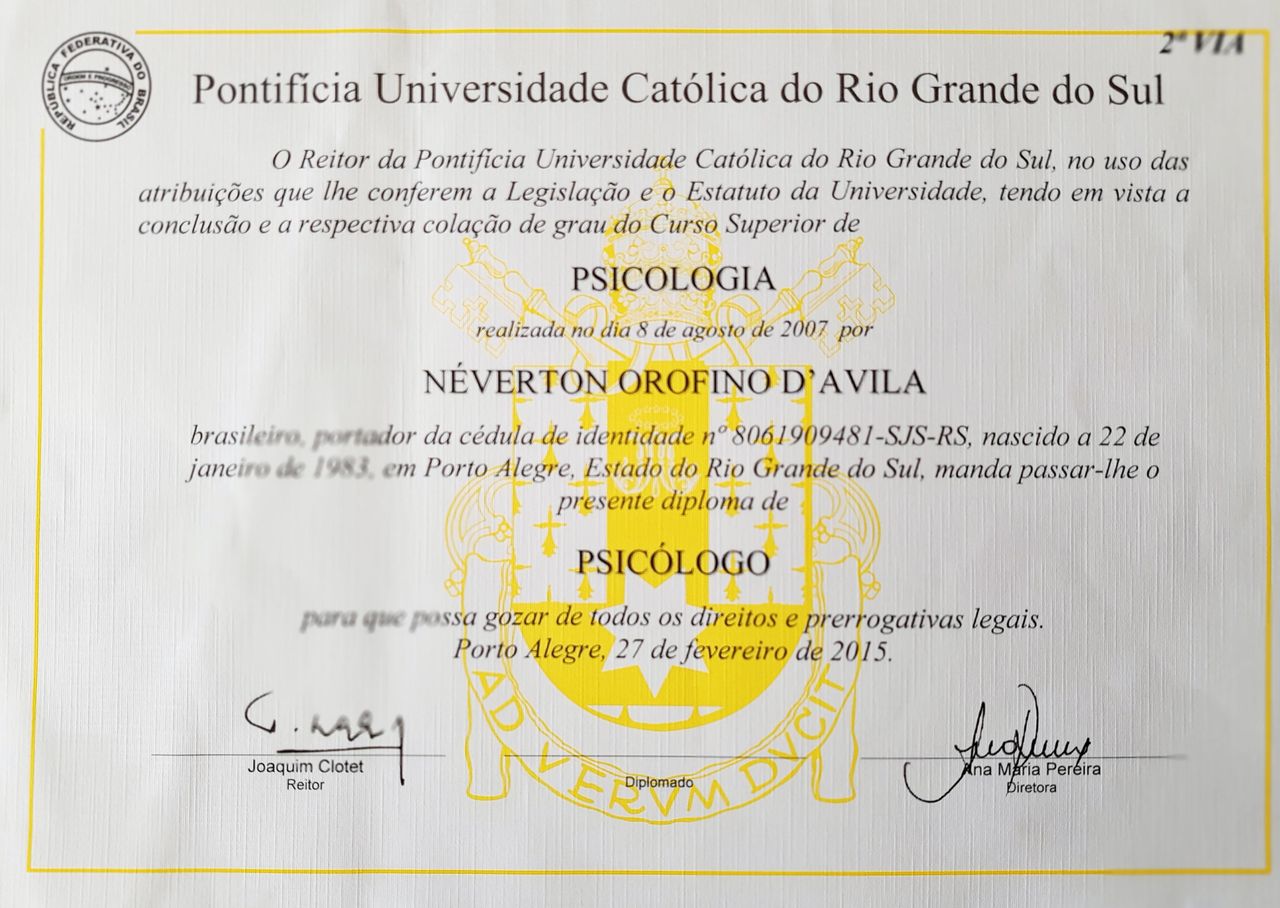 2ª VIA
REPÚBLICA FEDERATIVA DO BRASIL
ORDEM E PROGRESSO
Pontifícia Universidade Católica do Rio Grande do Sul
O Reitor da Pontifícia Universidade Católica do Rio Grande do Sul, no uso das
atribuições que lhe conferem a Legislação e o Estatuto da Universidade, tendo em vista a
conclusão e a respectiva colação de grau do Curso Superior de
PSICOLOGIA
realizada no dia 8 de agosto de 2007 por
NÉVERTON OROFINO D’AVILA
brasileiro, portador da cédula de identidade nº 8061909481-SJS-RS, nascido a 22 de
janeiro de 1983, em Porto Alegre, Estado do Rio Grande do Sul, manda passar-lhe o
presente diploma de
PSICÓLOGO
para que possa gozar de todos os direitos e prerrogativas legais.
Porto Alegre, 27 de fevereiro de 2015.
AD VERVM DVCIT
Joaquim Clotet
Reitor
Diplomado
Ana Maria Pereira
Diretora